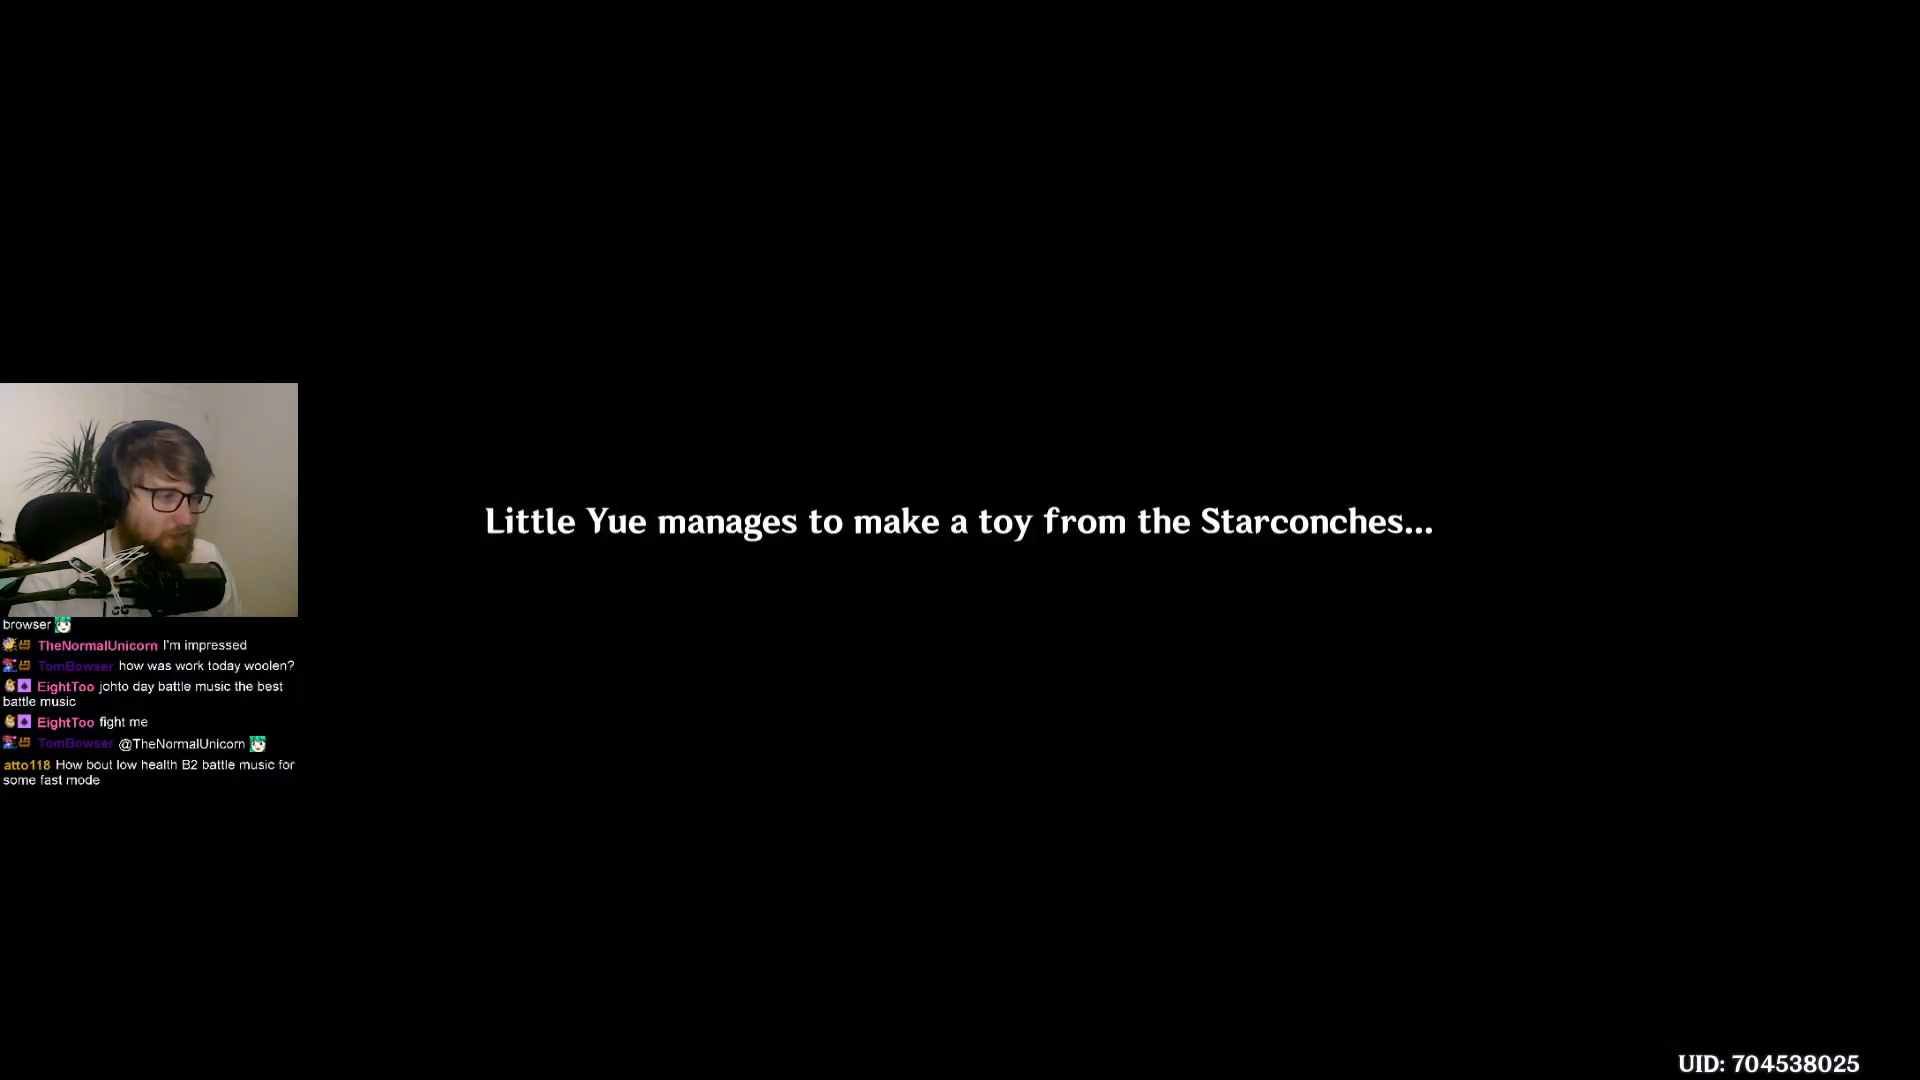 Little Yue manages to make a toy from the Starconches...
browser
TheNormalUnicorn I'm impressed
TomBowser how was work today woolen?
EightToo johto day battle music the best
battle music
EightToo fight me
TomBowser @TheNormalUnicorn
atto118 How bout low health B2 battle music for
some fast mode
UID: 704538025